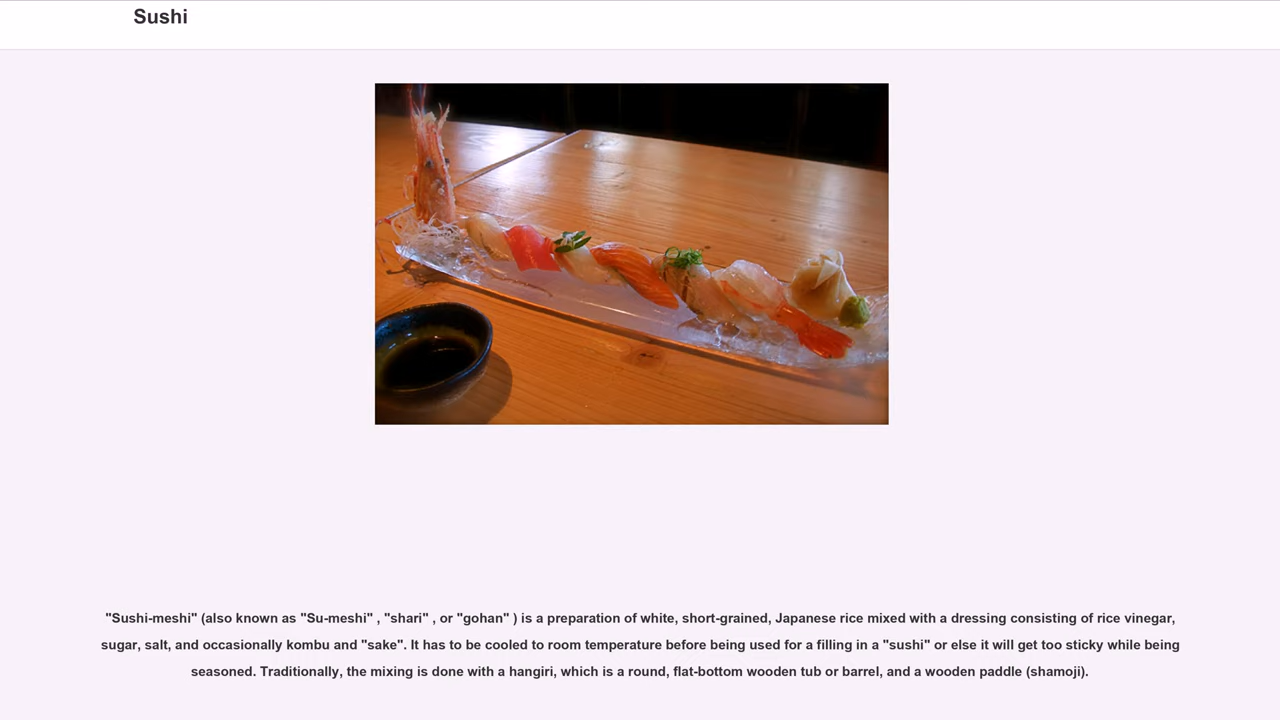 Sushi
"Sushi-meshi" (also known as "Su-meshi" , "shari" , or "gohan" ) is a preparation of white, short-grained, Japanese rice mixed with a dressing consisting of rice vinegar,
sugar, salt, and occasionally kombu and "sake". It has to be cooled to room temperature before being used for a filling in a "sushi" or else it will get too sticky while being
seasoned. Traditionally, the mixing is done with a hangiri, which is a round, flat-bottom wooden tub or barrel, and a wooden paddle (shamoji).